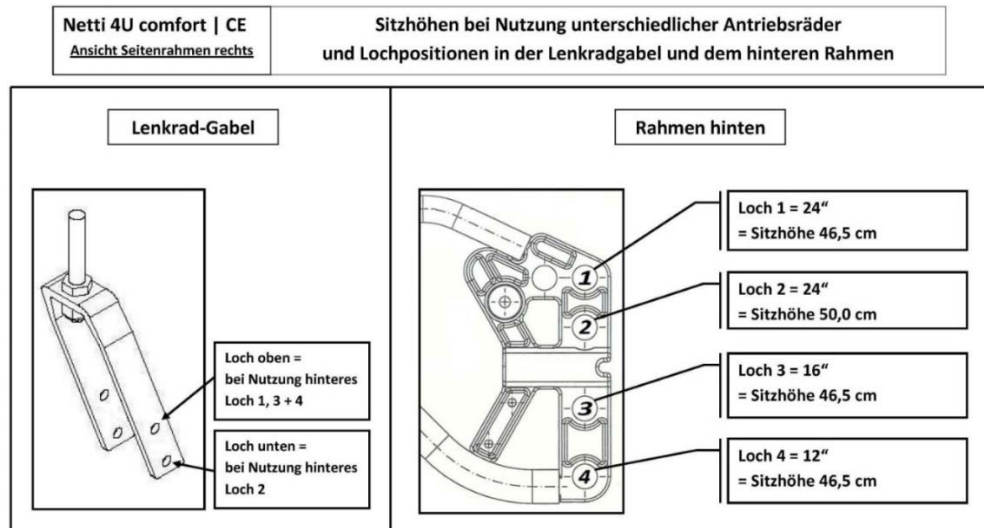 Netti 4U comfort | CE
Ansicht Seitenrahmen rechts
Sitzhöhen bei Nutzung unterschiedlicher Antriebsräder
und Lochpositionen in der Lenkradgabel und dem hinteren Rahmen
Lenkrad-Gabel
Loch oben =
bei Nutzung hinteres
Loch 1, 3 + 4
Loch unten =
bei Nutzung hinteres
Loch 2
Rahmen hinten
1
2
3
4
Loch 1 = 24“
= Sitzhöhe 46,5 cm
Loch 2 = 24“
= Sitzhöhe 50,0 cm
Loch 3 = 16“
= Sitzhöhe 46,5 cm
Loch 4 = 12“
= Sitzhöhe 46,5 cm